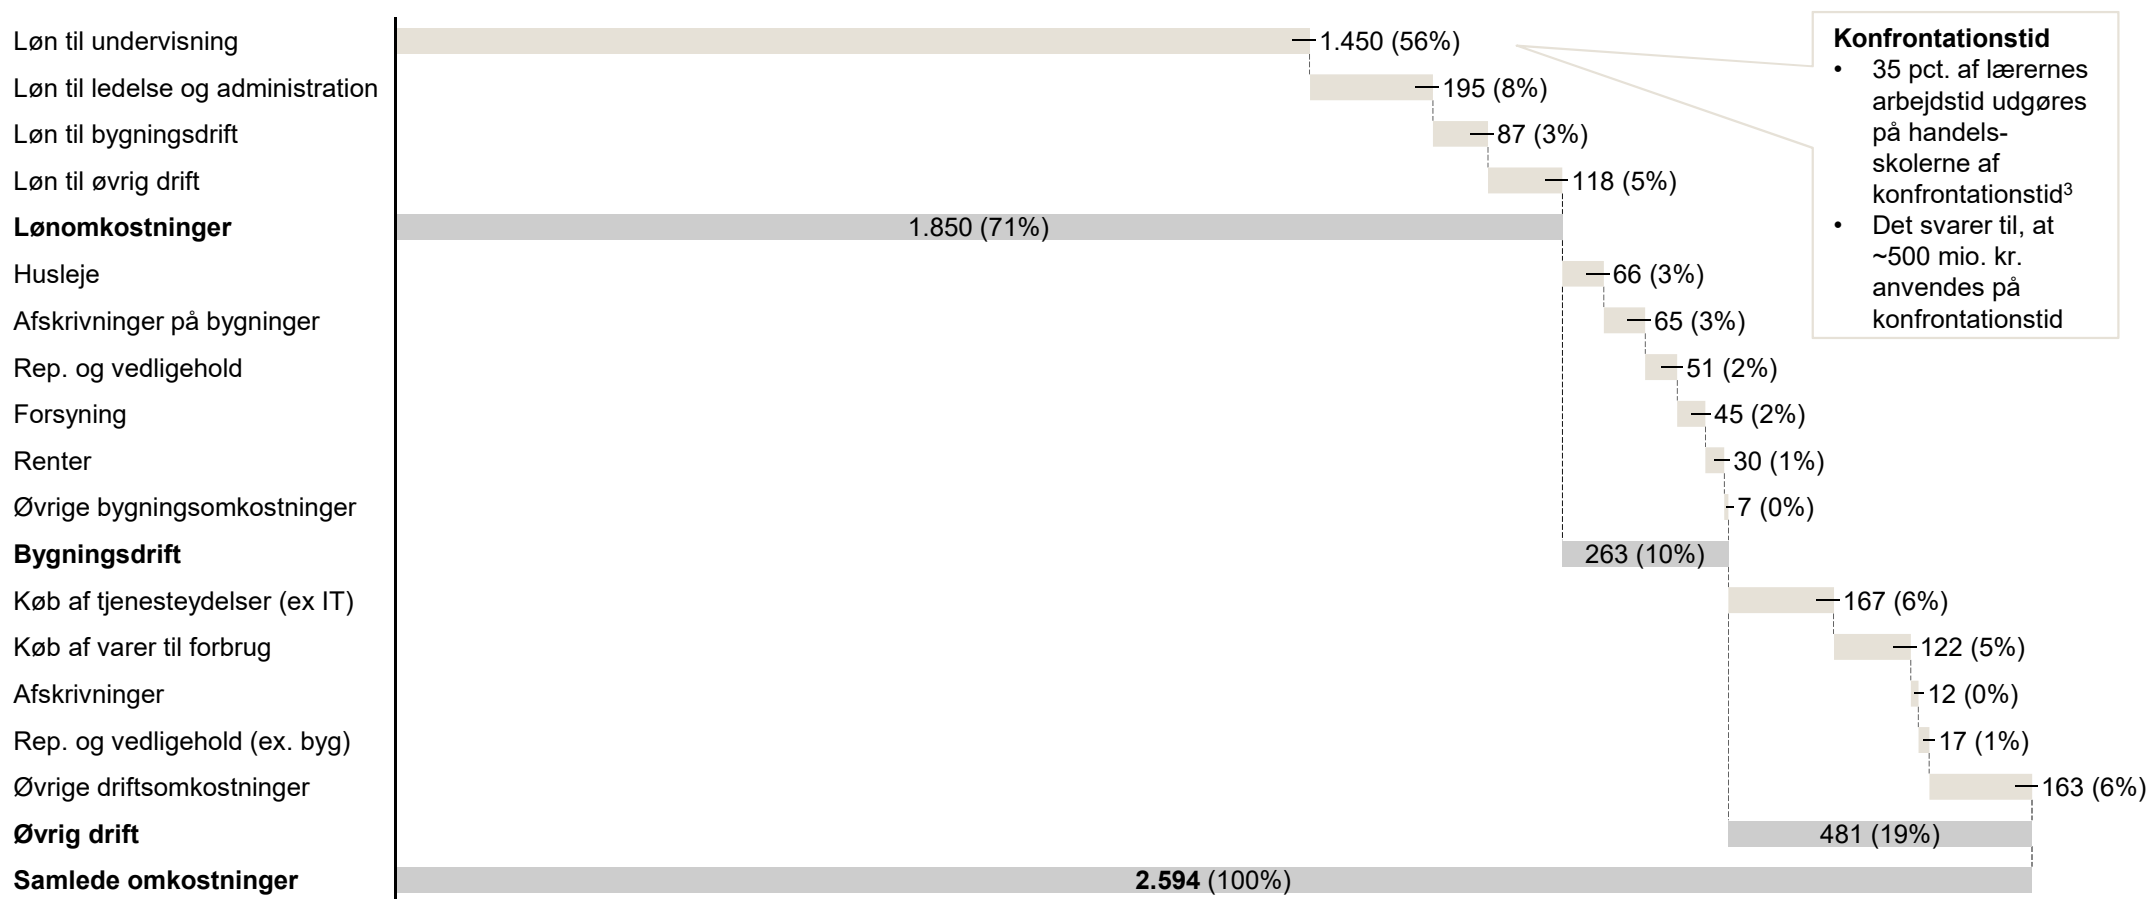 Løn til undervisning 1.450 (56%)
Løn til ledelse og administration 195 (8%)
Løn til bygningsdrift 87 (3%)
Løn til øvrig drift 118 (5%)
Lønomkostninger 1.850 (71%)
Husleje 66 (3%)
Afskrivninger på bygninger 65 (3%)
Rep. og vedligehold 51 (2%)
Forsyning 45 (2%)
Renter 30 (1%)
Øvrige bygningsomkostninger 7 (0%)
Bygningsdrift 263 (10%)
Køb af tjenesteydelser (ex IT) 167 (6%)
Køb af varer til forbrug 122 (5%)
Afskrivninger 12 (0%)
Rep. og vedligehold (ex. byg) 17 (1%)
Øvrige driftsomkostninger 163 (6%)
Øvrig drift 481 (19%)
Samlede omkostninger 2.594 (100%)
Konfrontationstid
• 35 pct. af lærernes
arbejdstid udgøres
på handels-
skolerne af
konfrontationstid³
• Det svarer til, at
~500 mio. kr.
anvendes på
konfrontationstid